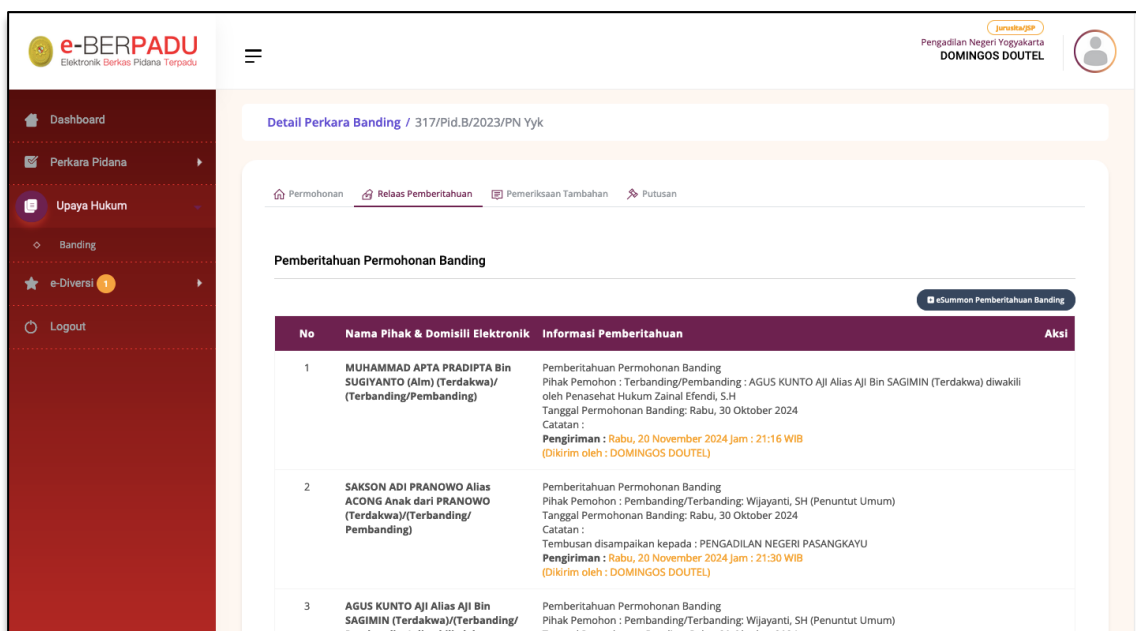 e-BERPADU
Elektronik Berkas Pidana Terpadu
Jurusita/JSP
Pengadilan Negeri Yogyakarta
DOMINGOS DOUTEL
Dashboard
Perkara Pidana
Upaya Hukum
Banding
e-Diversi 1
Logout
Detail Perkara Banding / 317/Pid.B/2023/PN Yyk
Permohonan Relaas Pemberitahuan Pemeriksaan Tambahan Putusan
Pemberitahuan Permohonan Banding
eSummon Pemberitahuan Banding
No Nama Pihak & Domisili Elektronik Informasi Pemberitahuan Aksi
1
MUHAMMAD APTA PRADIPTA Bin
SUGIYANTO (Alm) (Terdakwa)/
(Terbanding/Pembanding)
Pemberitahuan Permohonan Banding
Pihak Pemohon : Terbanding/Pembanding : AGUS KUNTO AJI Alias AJI Bin SAGIMIN (Terdakwa) diwakili
oleh Penasehat Hukum Zainal Efendi, S.H
Tanggal Permohonan Banding: Rabu, 30 Oktober 2024
Catatan :
Pengiriman : Rabu, 20 November 2024 Jam : 21:16 WIB
(Dikirim oleh : DOMINGOS DOUTEL)
2
SAKSON ADI PRANOWO Alias
ACONG Anak dari PRANOWO
(Terdakwa)/(Terbanding/
Pembanding)
Pemberitahuan Permohonan Banding
Pihak Pemohon : Pembanding/Terbanding: Wijayanti, SH (Penuntut Umum)
Tanggal Permohonan Banding: Rabu, 30 Oktober 2024
Catatan :
Tembusan disampaikan kepada : PENGADILAN NEGERI PASANGKAYU
Pengiriman : Rabu, 20 November 2024 Jam : 21:30 WIB
(Dikirim oleh : DOMINGOS DOUTEL)
3
AGUS KUNTO AJI Alias AJI Bin
SAGIMIN (Terdakwa)/(Terbanding/
Pemberitahuan Permohonan Banding
Pihak Pemohon : Pembanding/Terbanding: Wijayanti, SH (Penuntut Umum)